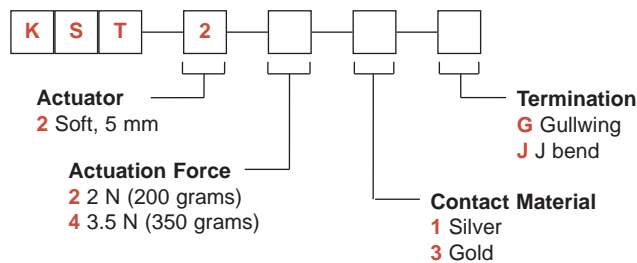 K S T 2
Actuator
2 Soft, 5 mm
Termination
G Gullwing
J J bend
Actuation Force
2 2 N (200 grams)
4 3.5 N (350 grams)
Contact Material
1 Silver
3 Gold